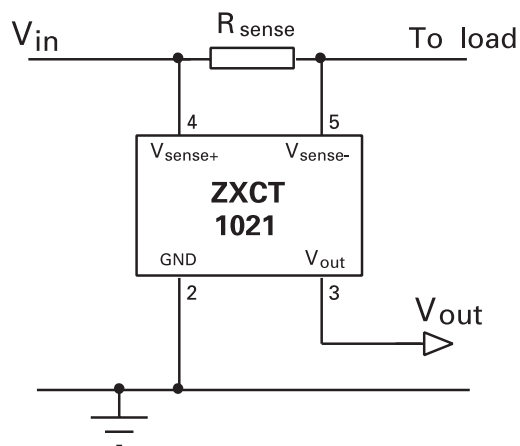 Vin Rsense To load
4 5
Vsense+ Vsense-
ZXCT
1021
GND Vout
2 3
Vout